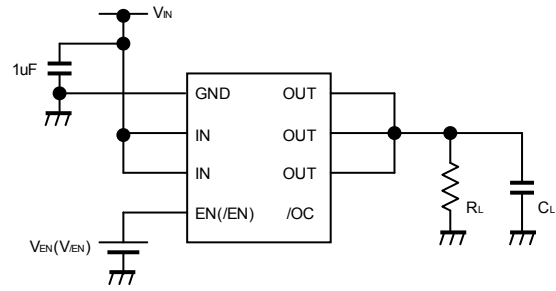 VIN
1uF
GND OUT
IN OUT
IN OUT
EN(/EN) /OC
VEN(V/EN)
RL CL